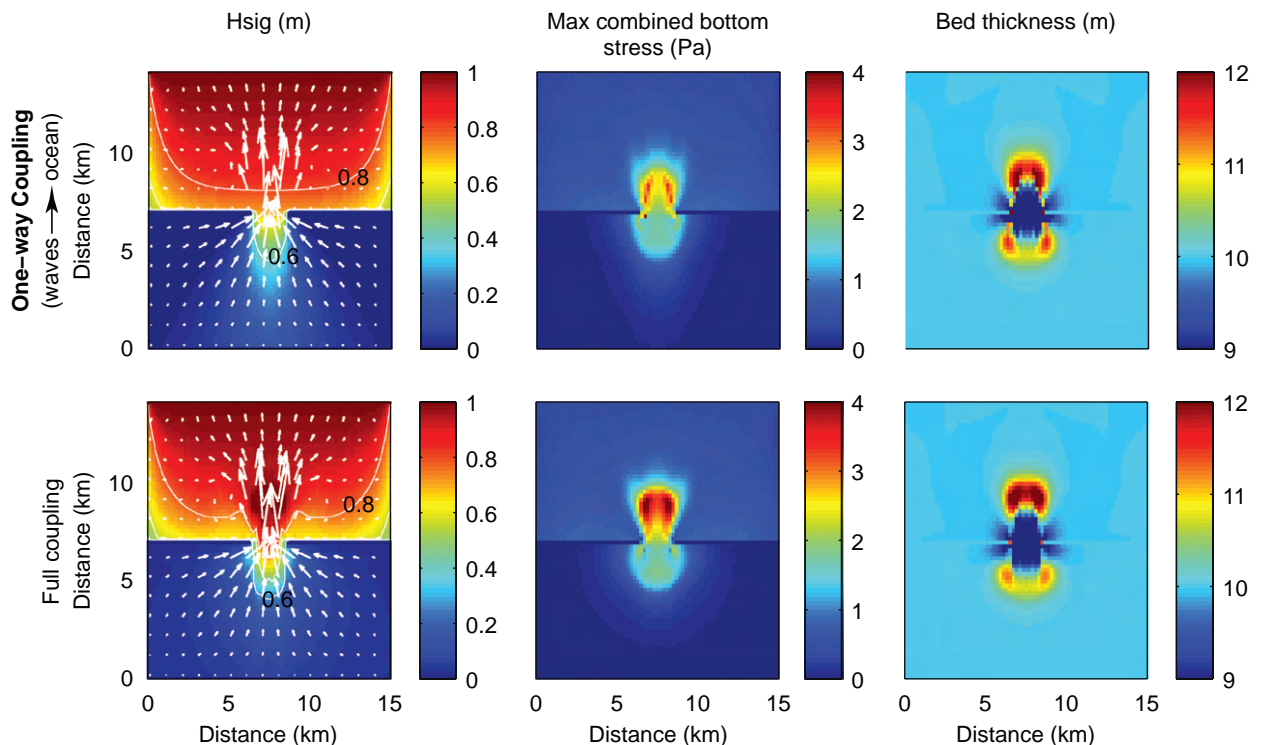 Hsig (m)
Max combined bottom
stress (Pa)
Bed thickness (m)
One–way Coupling
(waves → ocean)
Distance (km)
10
5
0
0.8
0.6
1
0.8
0.6
0.4
0.2
0
4
3
2
1
0
12
11
10
9
Full coupling
Distance (km)
10
5
0
0.8
0.6
1
0.8
0.6
0.4
0.2
0
4
3
2
1
0
12
11
10
9
0 5 10 15
0 5 10 15
0 5 10 15
Distance (km)
Distance (km)
Distance (km)